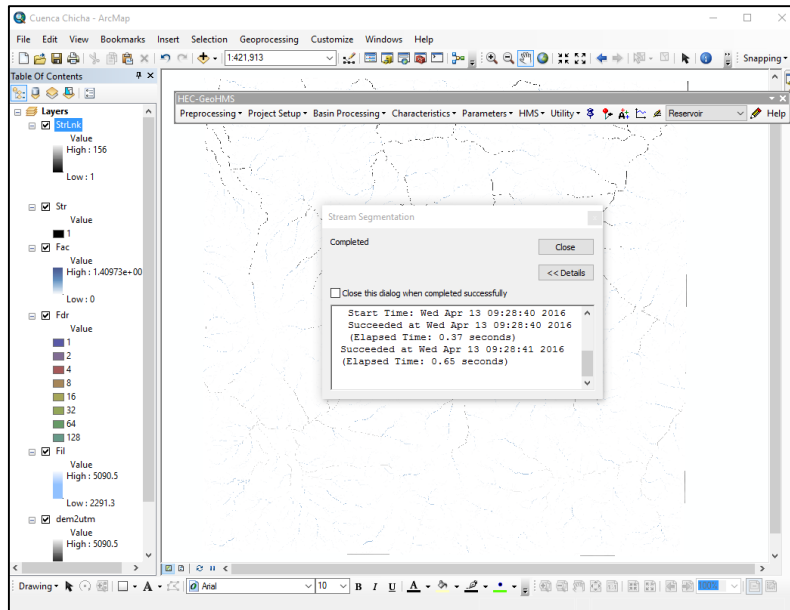 Cuenca Chicha - ArcMap
File Edit View Bookmarks Insert Selection Geoprocessing Customize Windows Help
1:421,913 Snapping
Table Of Contents
HEC-GeoHMS
Preprocessing Project Setup Basin Processing Characteristics Parameters HMS Utility Reservoir Help
Layers
StrLnk
Value
High : 156
Low : 1
Str
Value
1
Fac
Value
High : 1.40973e+00
Low : 0
Fdr
Value
1
2
4
8
16
32
64
128
Fil
Value
High : 5090.5
Low : 2291.3
dem2utm
Value
High : 5090.5
Stream Segmentation
Completed
Close
<< Details
Close this dialog when completed successfully
Start Time: Wed Apr 13 09:28:40 2016
Succeeded at Wed Apr 13 09:28:40 2016
(Elapsed Time: 0.37 seconds)
Succeeded at Wed Apr 13 09:28:41 2016
(Elapsed Time: 0.65 seconds)
Drawing A Arial 10 B I U A 100%